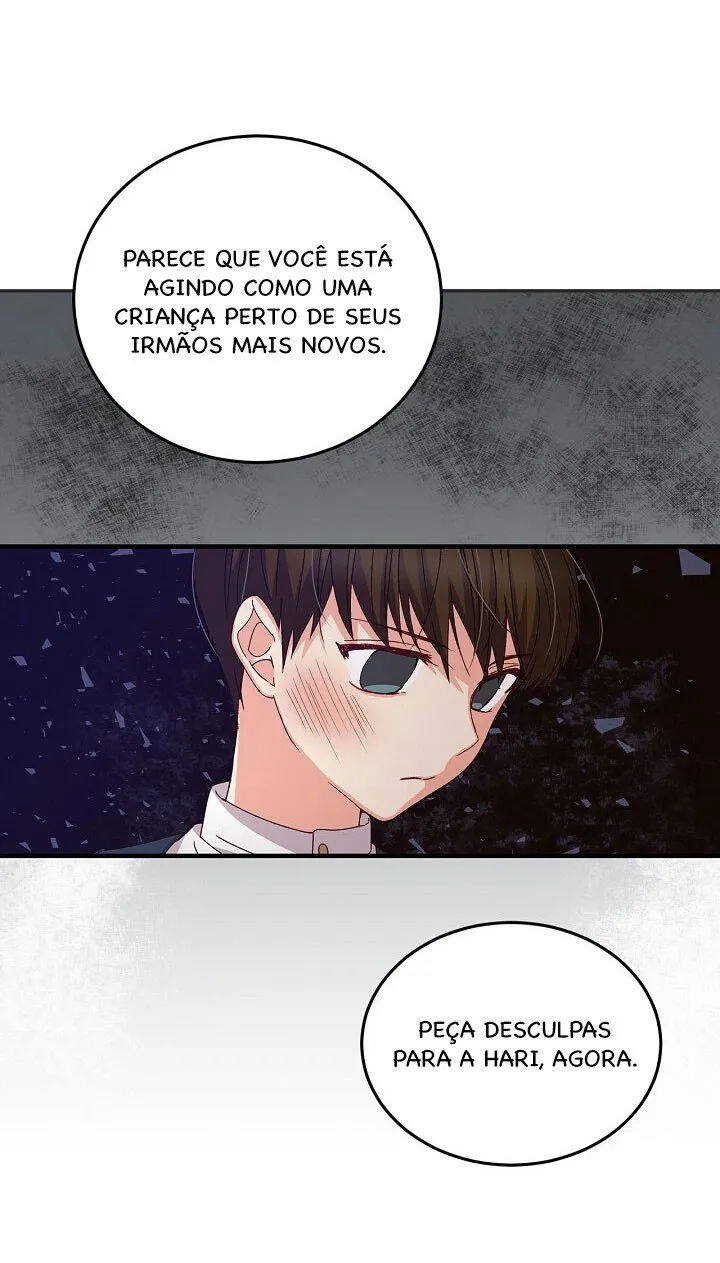 PARECE QUE VOCÊ ESTÁ
AGINDO COMO UMA
CRIANÇA PERTO DE SEUS
IRMÃOS MAIS NOVOS.
PEÇA DESCULPAS
PARA A HARI, AGORA.